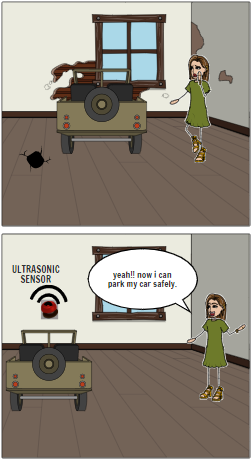 ULTRASONIC
SENSOR
yeah!! now i can
park my car safely.